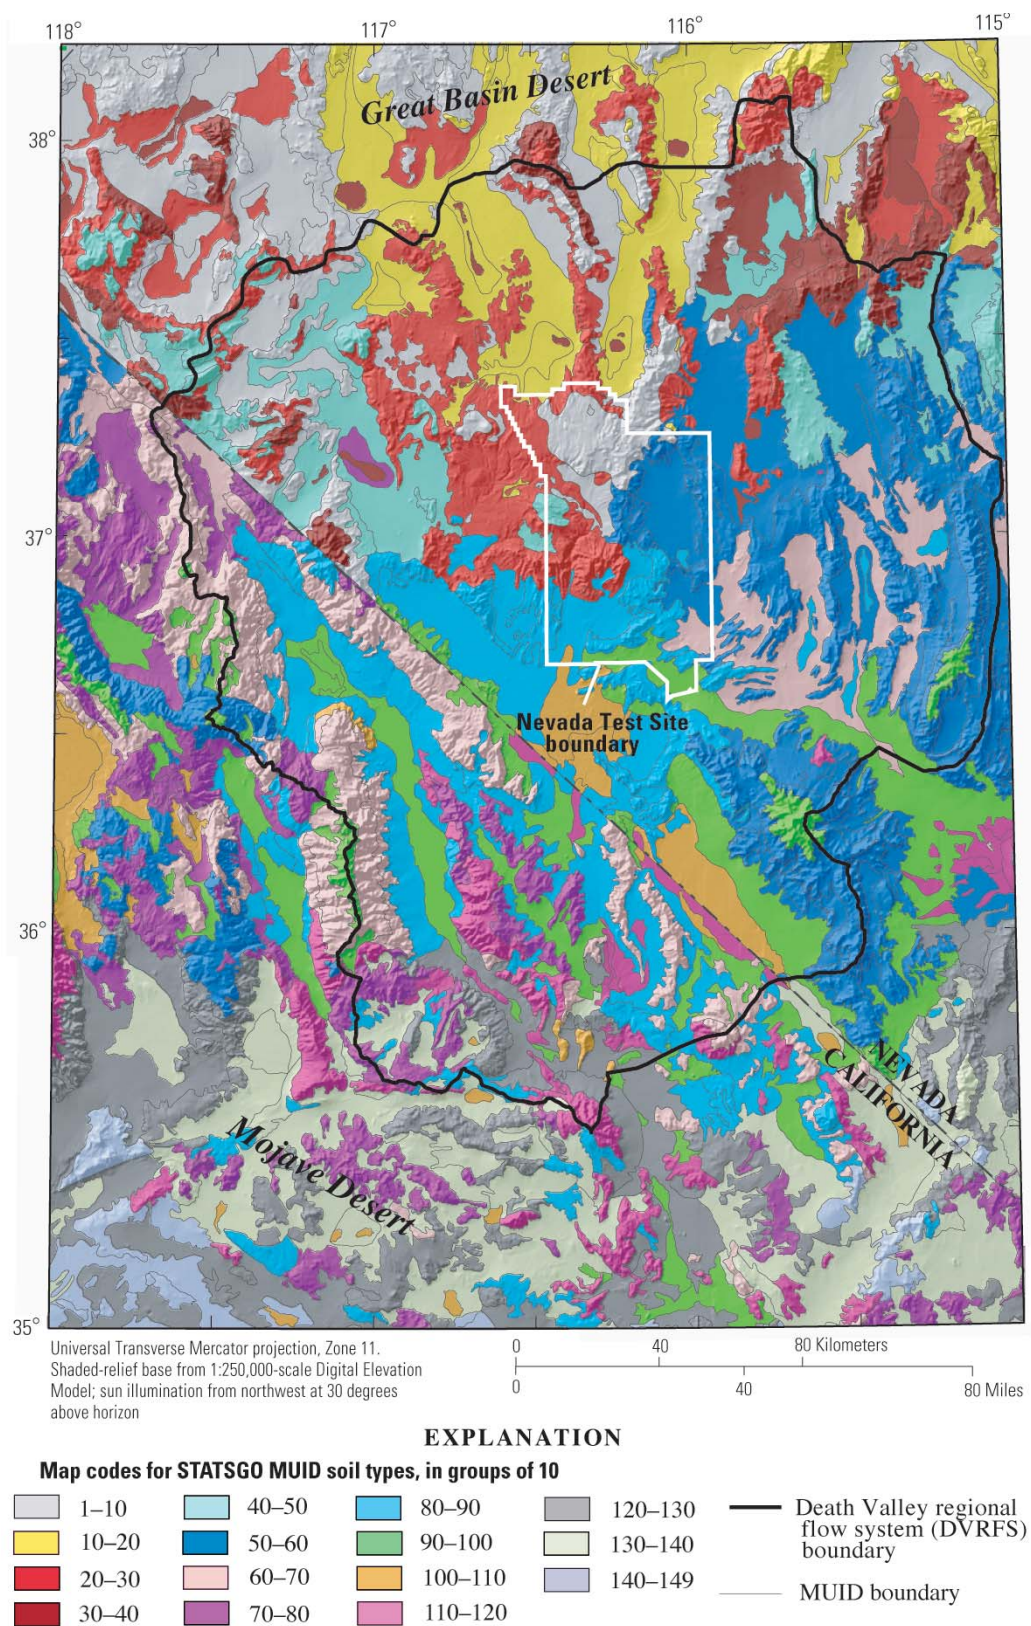 118°
117°
116°
115°
Great Basin Desert
38°
37°
Nevada Test Site
boundary
36°
NEVADA
CALIFORNIA
Mojave Desert
35°
Universal Transverse Mercator projection, Zone 11.
Shaded-relief base from 1:250,000-scale Digital Elevation
Model; sun illumination from northwest at 30 degrees
above horizon
0 40 80 Kilometers
0 40 80 Miles
EXPLANATION
Map codes for STATSGO MUID soil types, in groups of 10
1–10
10–20
20–30
30–40
40–50
50–60
60–70
70–80
80–90
90–100
100–110
110–120
120–130
130–140
140–149
Death Valley regional
flow system (DVRFS)
boundary
MUID boundary